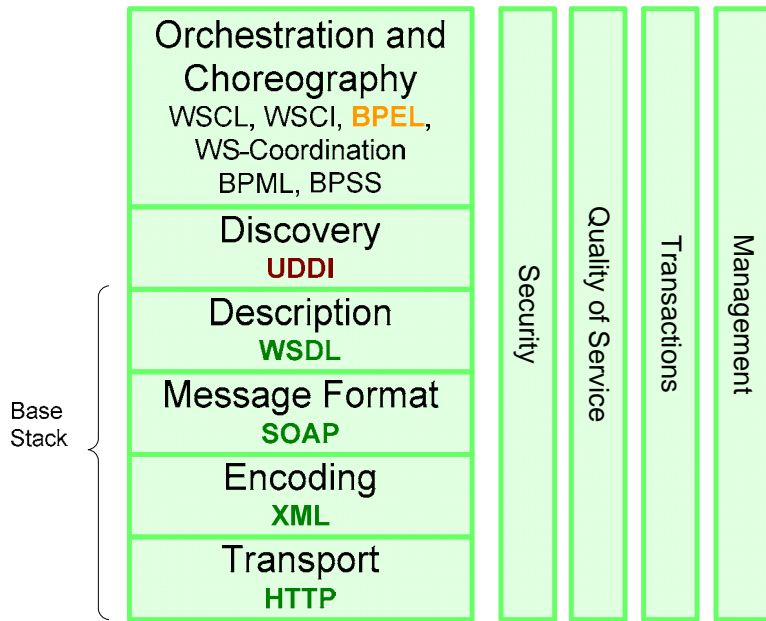 Orchestration and
Choreography
WSCL, WSCI, BPEL,
WS-Coordination
BPML, BPSS
Discovery
UDDI
Description
WSDL
Message Format
SOAP
Encoding
XML
Transport
HTTP
Base
Stack
Security
Quality of Service
Transactions
Management